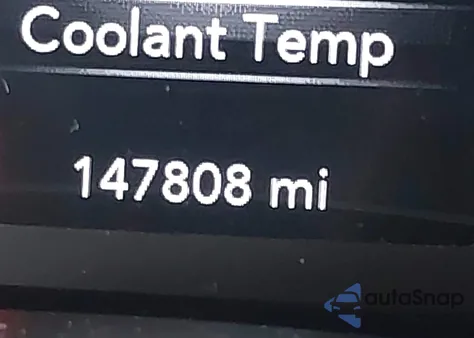 Coolant Temp
147808 mi
autoSnap